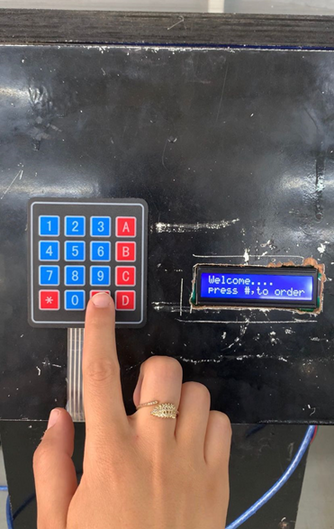 1 2 3 A
4 5 6 B
7 8 9 C
* 0 D
Welcome....
press #,to order